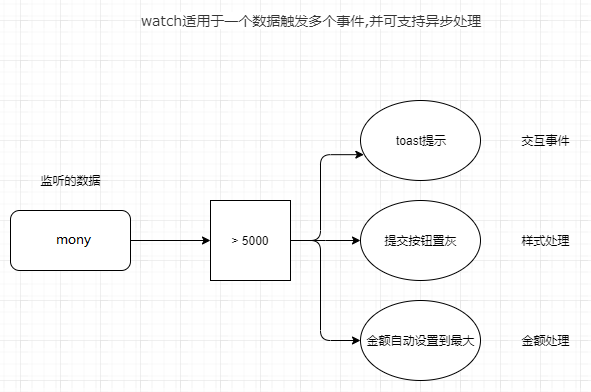 watch适用于一个数据触发多个事件,并可支持异步处理
toast提示
交互事件
监听的数据
mony
> 5000
提交按钮置灰
样式处理
金额自动设置到最大
金额处理